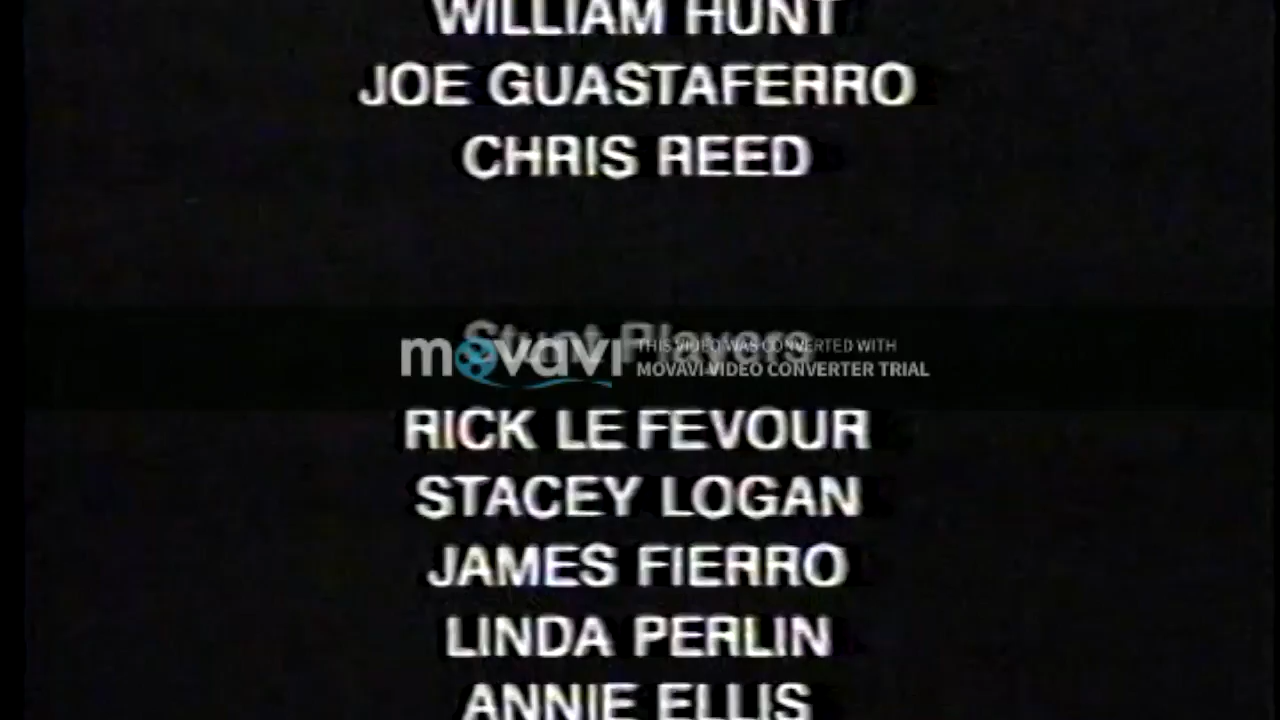 WILLIAM HUNT
JOE GUASTAFERRO
CHRIS REED
Stunt Players
movavi
THIS VIDEO WAS CONVERTED WITH
MOVAVI VIDEO CONVERTER TRIAL
RICK LE FEVOUR
STACEY LOGAN
JAMES FIERRO
LINDA PERLIN
ANNIE ELLIS